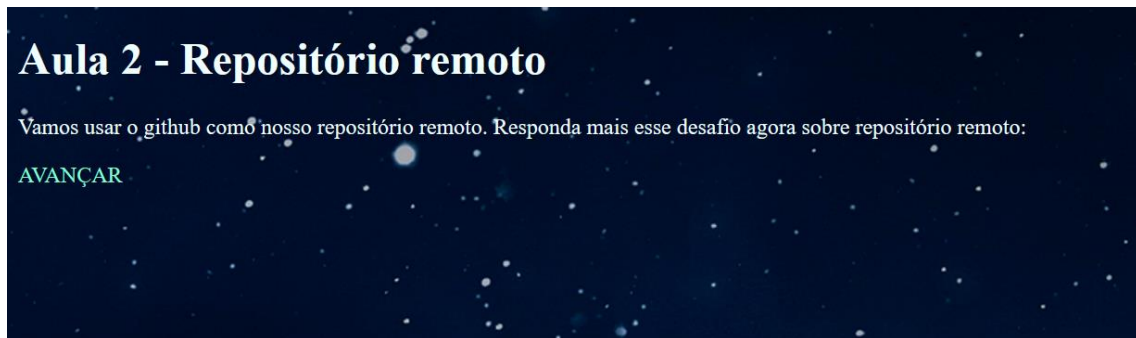 Aula 2 - Repositório remoto
Vamos usar o github como nosso repositório remoto. Responda mais esse desafio agora sobre repositório remoto:
AVANÇAR